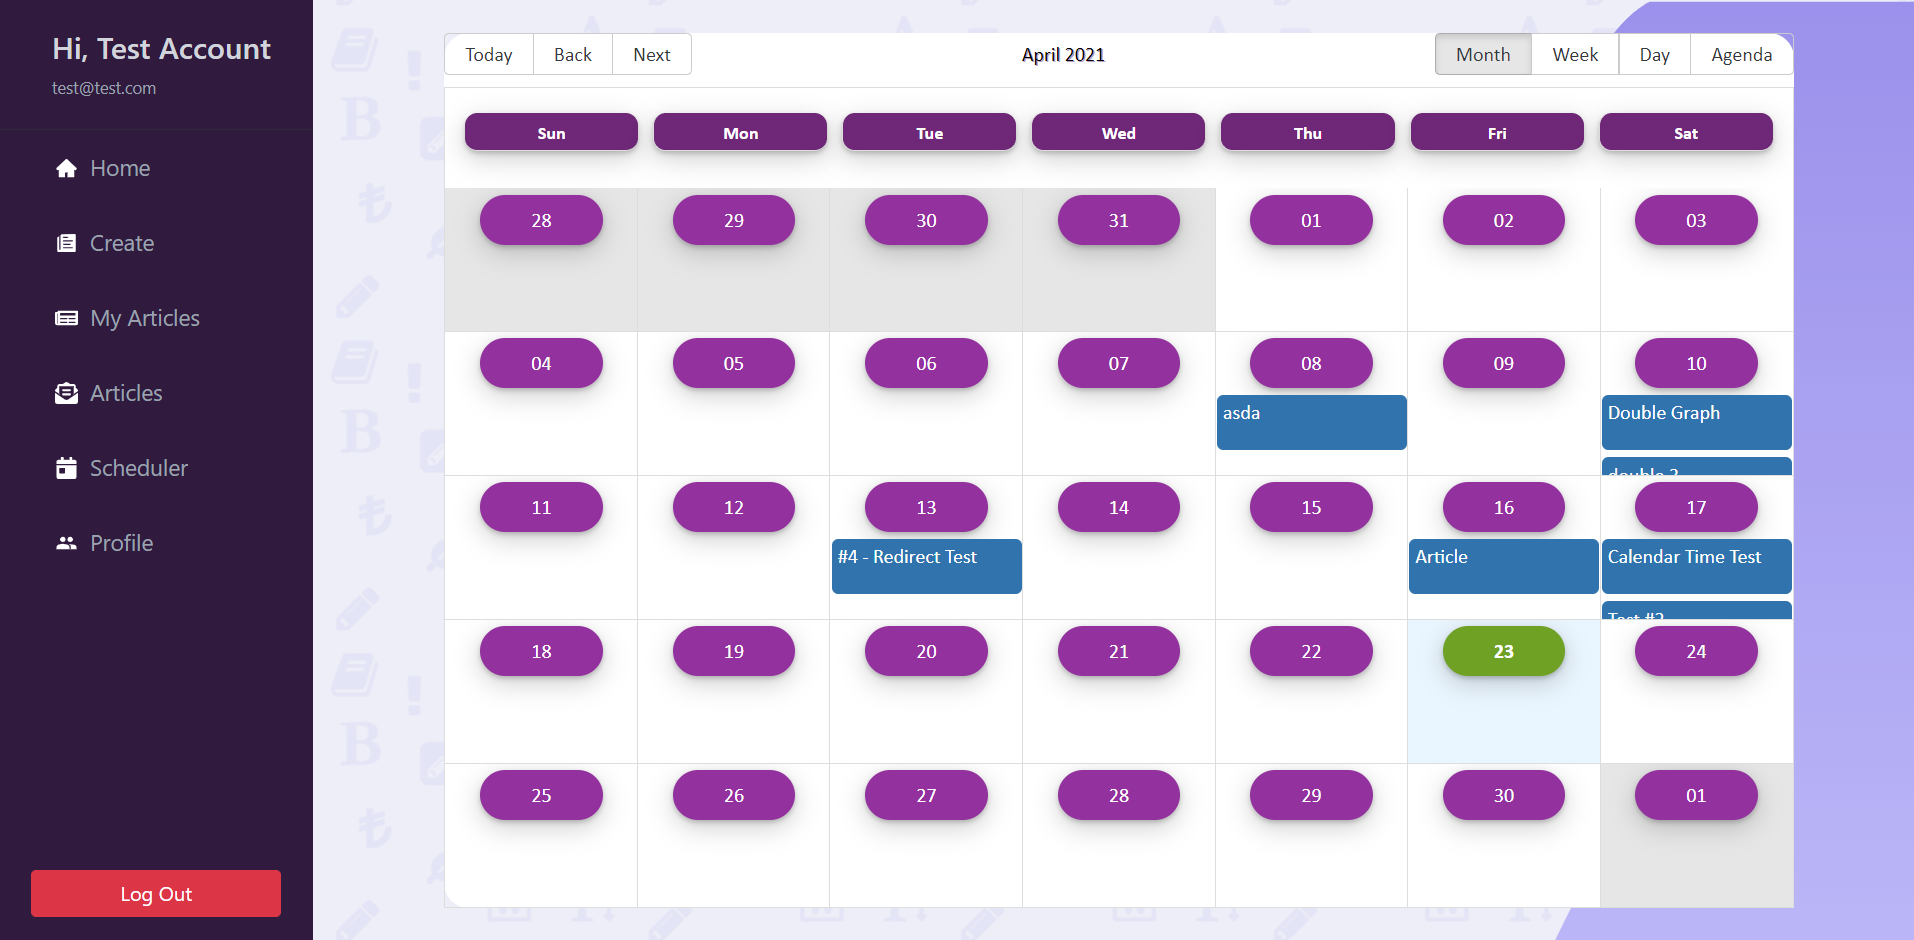 Hi, Test Account
test@test.com
Home
Create
My Articles
Articles
Scheduler
Profile
Log Out
Today Back Next April 2021 Month Week Day Agenda
Sun Mon Tue Wed Thu Fri Sat
28 29 30 31 01 02 03
04 05 06 07 08 09 10
asda Double Graph
double 3
11 12 13 14 15 16 17
#4 - Redirect Test Article Calendar Time Test
Test #2
18 19 20 21 22 23 24
25 26 27 28 29 30 01